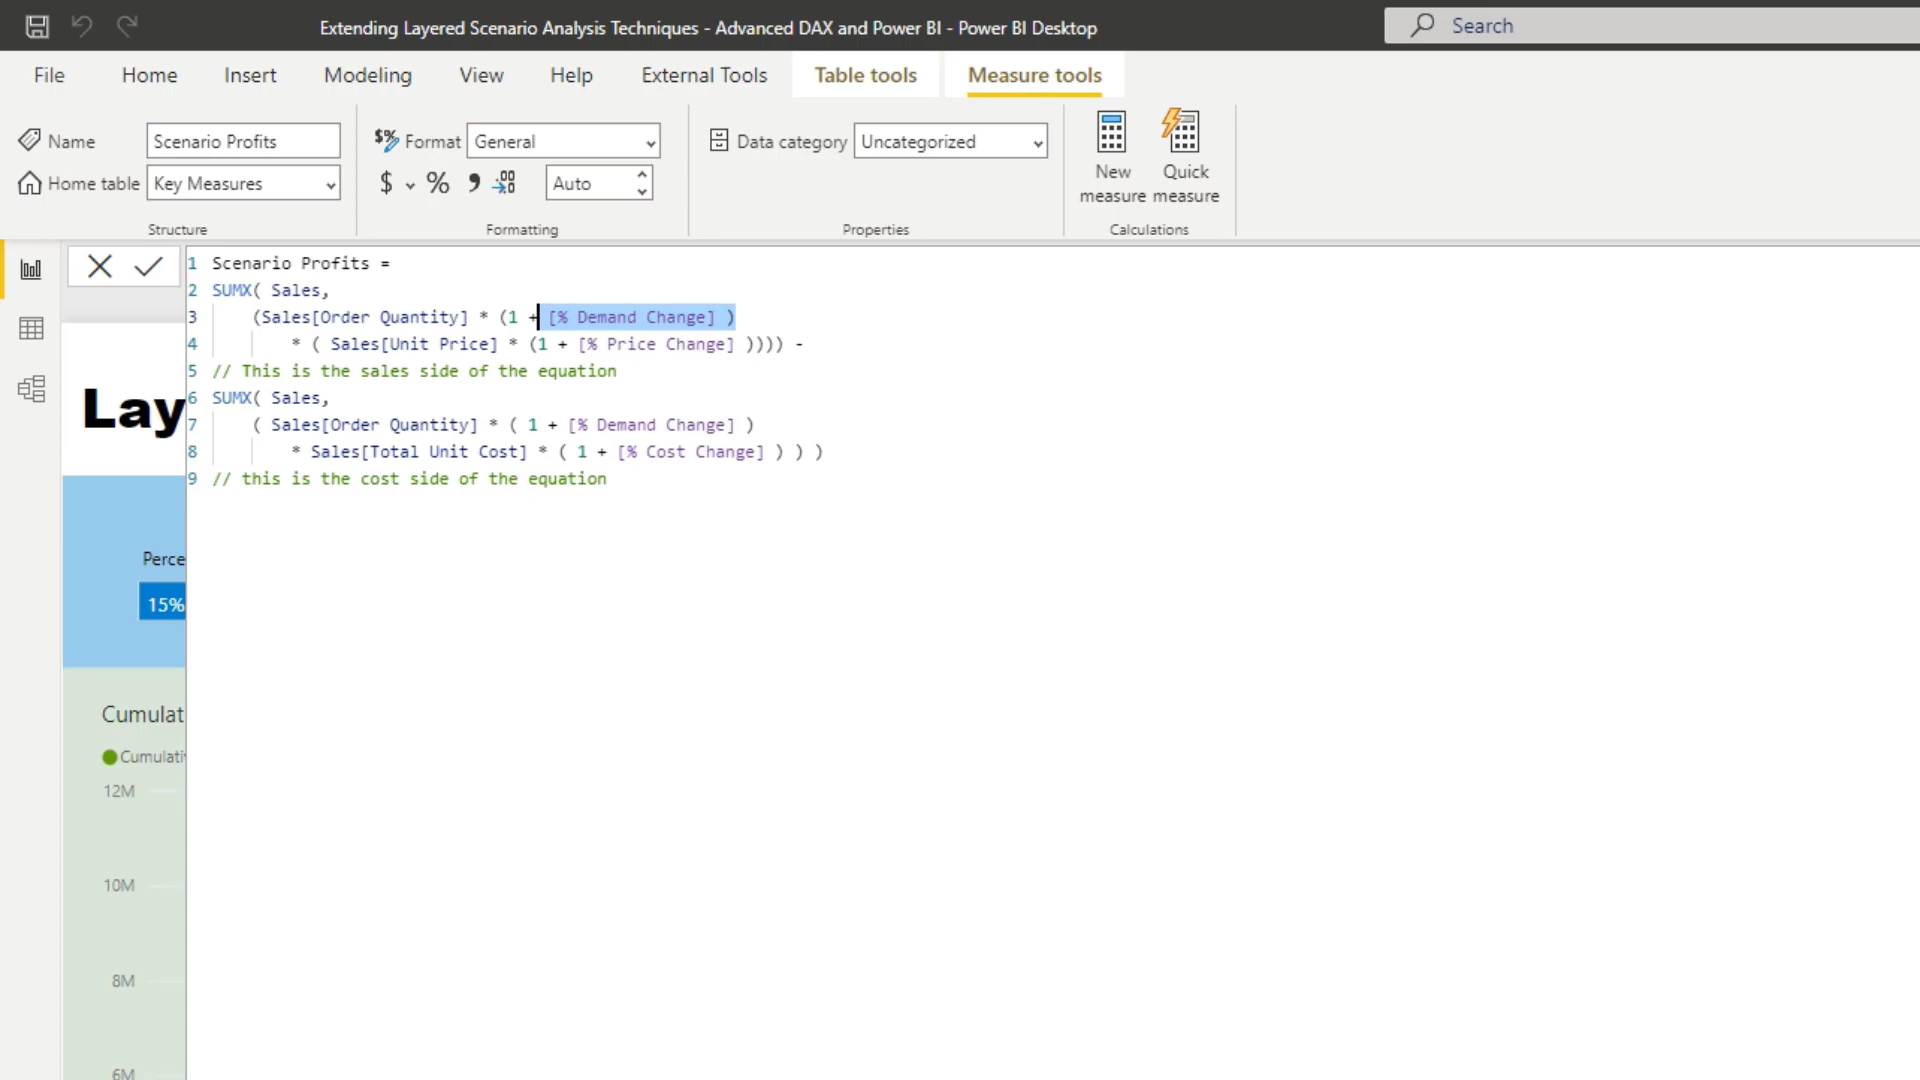 Extending Layered Scenario Analysis Techniques - Advanced DAX and Power BI - Power BI Desktop
Search
File Home Insert Modeling View Help External Tools Table tools Measure tools
Name Scenario Profits
Home table Key Measures
Structure
$% Format General
$ % , .00 Auto
Formatting
Data category Uncategorized
Properties
New measure
Quick measure
Calculations
1 Scenario Profits =
2 SUMX( Sales,
3 (Sales[Order Quantity] * (1 + [% Demand Change] )
4 * ( Sales[Unit Price] * (1 + [% Price Change] )))) -
5 // This is the sales side of the equation
6 SUMX( Sales,
7 ( Sales[Order Quantity] * ( 1 + [% Demand Change] )
8 * Sales[Total Unit Cost] * ( 1 + [% Cost Change] ) ) )
9 // this is the cost side of the equation
Lay
Perce
15%
Cumulat
Cumulativ
12M
10M
8M
6M